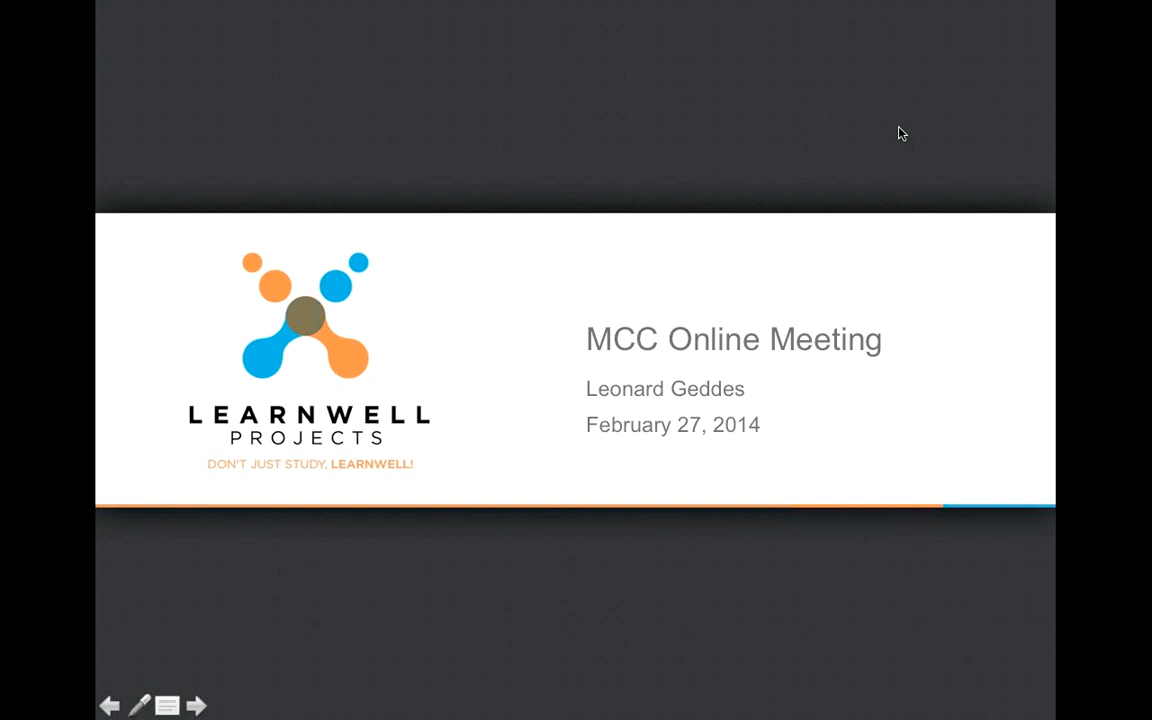 LEARNWELL
PROJECTS
DON'T JUST STUDY, LEARNWELL!
MCC Online Meeting
Leonard Geddes
February 27, 2014